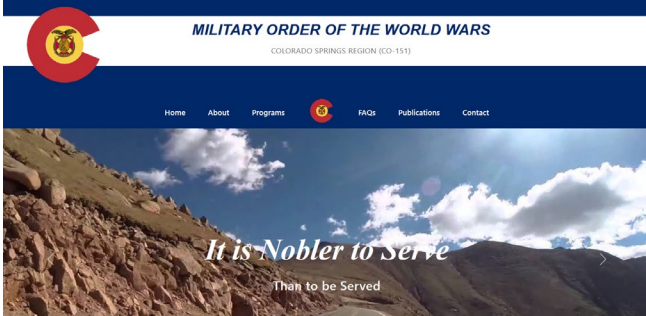 MILITARY ORDER OF THE WORLD WARS
COLORADO SPRINGS REGION (CO-151)
Home About Programs FAQs Publications Contact
It is Nobler to Serve
Than to be Served